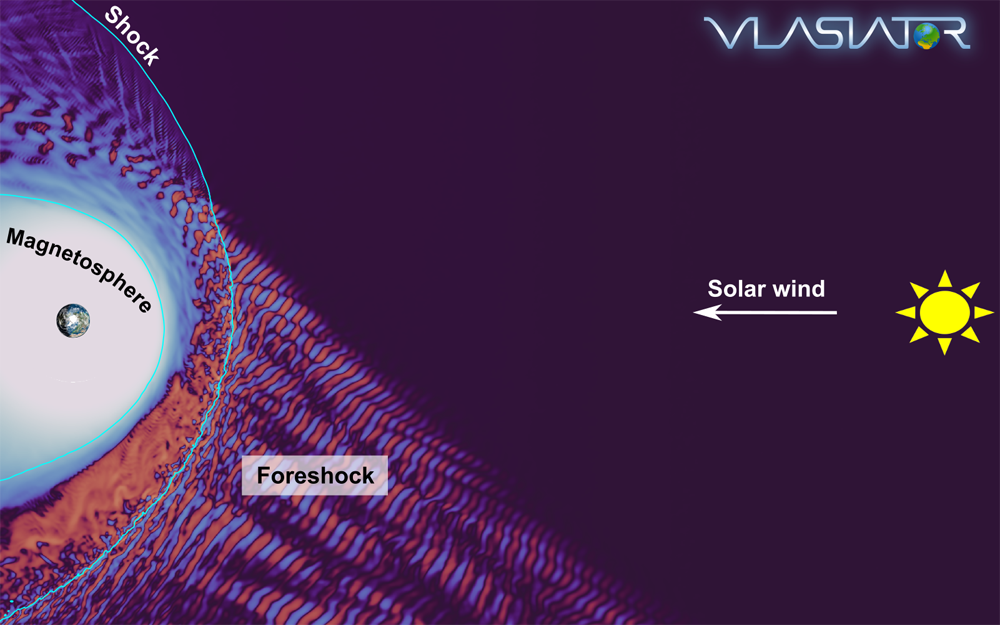 Shock
VLASIATOR
Magnetosphere
Solar wind
Foreshock